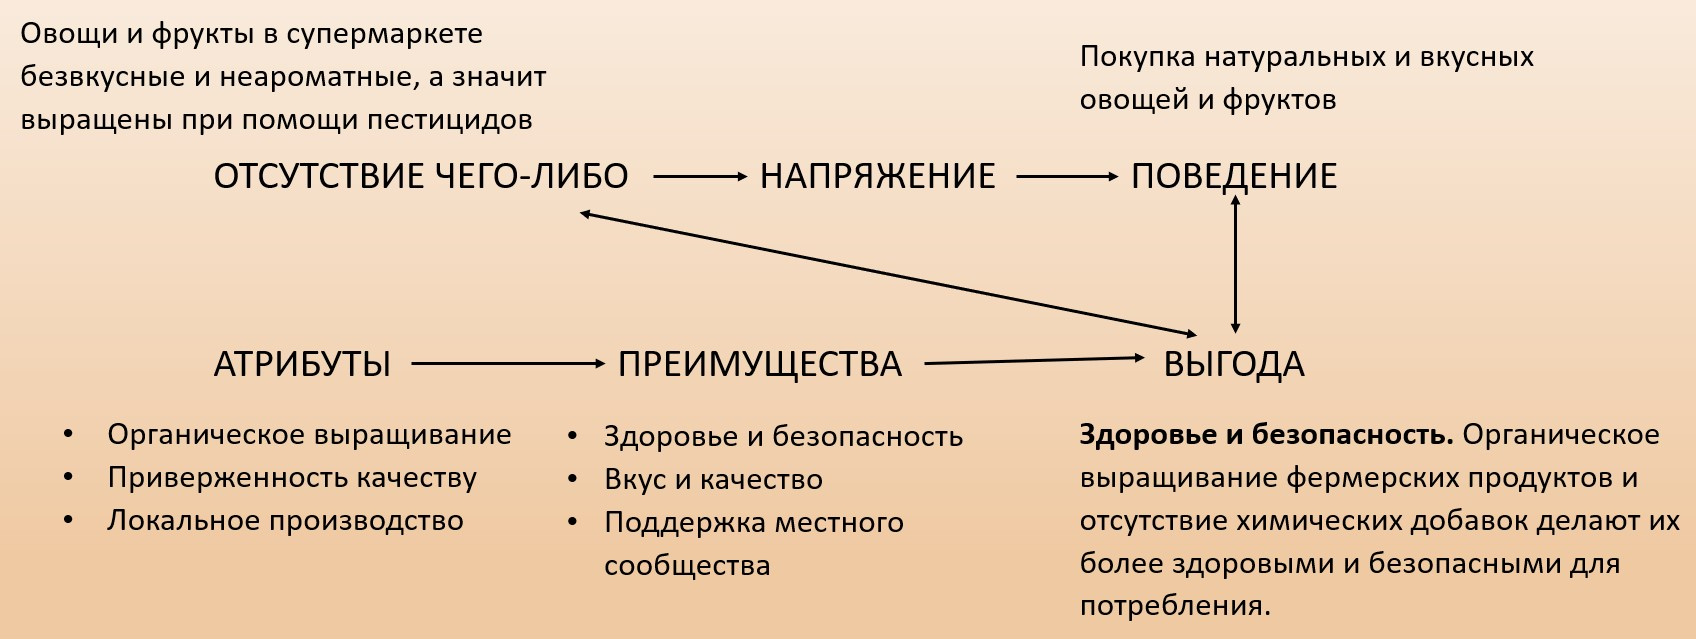 Овощи и фрукты в супермаркете
безвкусные и неароматные, а значит
выращены при помощи пестицидов
Покупка натуральных и вкусных
овощей и фруктов
ОТСУТСТВИЕ ЧЕГО-ЛИБО
НАПРЯЖЕНИЕ
ПОВЕДЕНИЕ
АТРИБУТЫ
ПРЕИМУЩЕСТВА
ВЫГОДА
• Органическое выращивание
• Приверженность качеству
• Локальное производство
• Здоровье и безопасность
• Вкус и качество
• Поддержка местного
сообщества
Здоровье и безопасность. Органическое
выращивание фермерских продуктов и
отсутствие химических добавок делают их
более здоровыми и безопасными для
потребления.